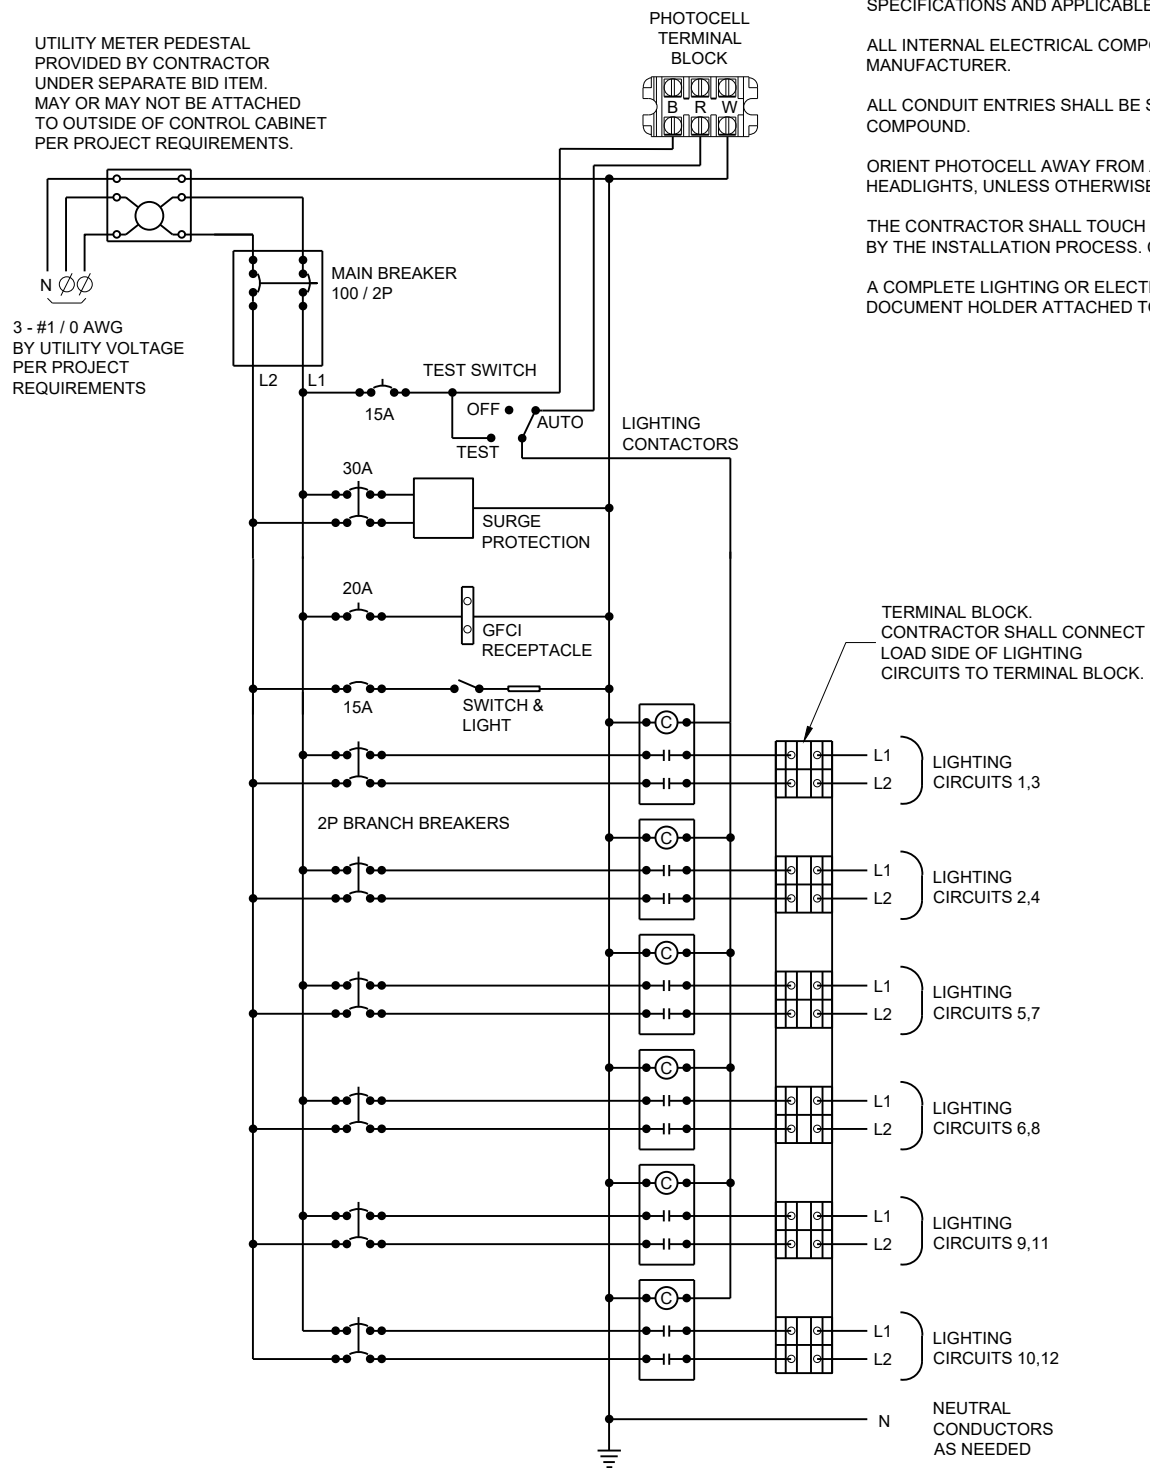 SPECIFICATIONS AND APPLICABLE
ALL INTERNAL ELECTRICAL
MANUFACTURER.
ALL CONDUIT ENTRIES SHALL BE
COMPOUND.
ORIENT PHOTOCELL AWAY FROM
HEADLIGHTS, UNLESS OTHERWISE
THE CONTRACTOR SHALL TOUCH
BY THE INSTALLATION PROCESS.
A COMPLETE LIGHTING OR
DOCUMENT HOLDER ATTACHED
PHOTOCELL
TERMINAL
BLOCK
B R W
UTILITY METER PEDESTAL
PROVIDED BY CONTRACTOR
UNDER SEPARATE BID ITEM.
MAY OR MAY NOT BE ATTACHED
TO OUTSIDE OF CONTROL CABINET
PER PROJECT REQUIREMENTS.
N ØØ
3 - #1 / 0 AWG
BY UTILITY VOLTAGE
PER PROJECT
REQUIREMENTS
MAIN BREAKER
100 / 2P
L2 L1
15A
TEST SWITCH
OFF
AUTO
TEST
LIGHTING
CONTACTORS
30A
SURGE
PROTECTION
20A
GFCI
RECEPTACLE
15A
SWITCH &
LIGHT
TERMINAL BLOCK.
CONTRACTOR SHALL CONNECT
LOAD SIDE OF LIGHTING
CIRCUITS TO TERMINAL BLOCK.
2P BRANCH BREAKERS
C
L1
L2
LIGHTING
CIRCUITS 1,3
C
L1
L2
LIGHTING
CIRCUITS 2,4
C
L1
L2
LIGHTING
CIRCUITS 5,7
C
L1
L2
LIGHTING
CIRCUITS 6,8
C
L1
L2
LIGHTING
CIRCUITS 9,11
C
L1
L2
LIGHTING
CIRCUITS 10,12
N
NEUTRAL
CONDUCTORS
AS NEEDED